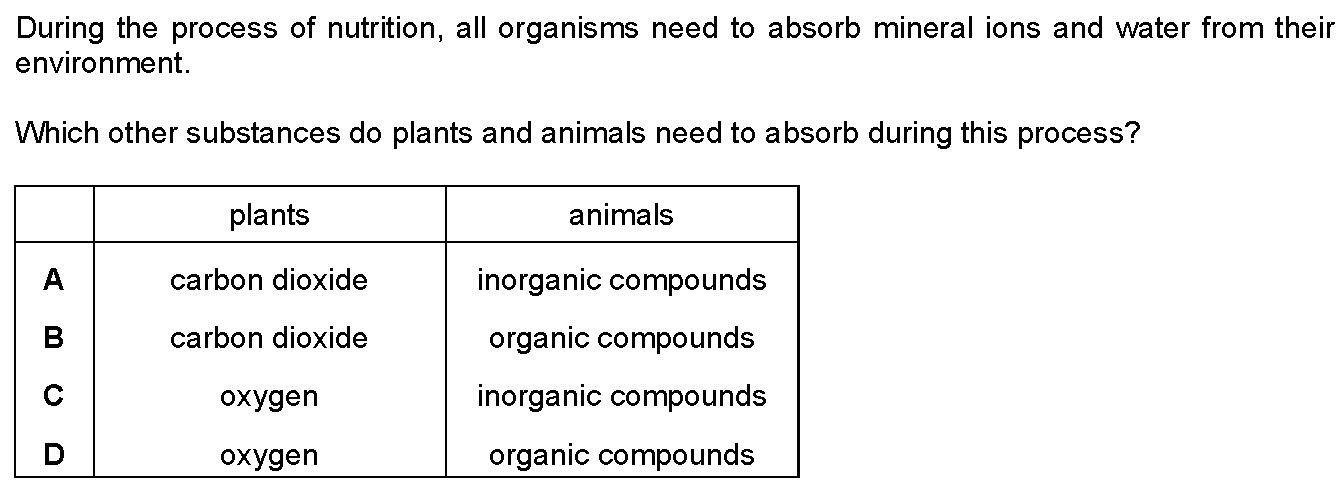 During the process of nutrition, all organisms need to absorb mineral ions and water from their
environment.
Which other substances do plants and animals need to absorb during this process?
plants animals
A carbon dioxide inorganic compounds
B carbon dioxide organic compounds
C oxygen inorganic compounds
D oxygen organic compounds